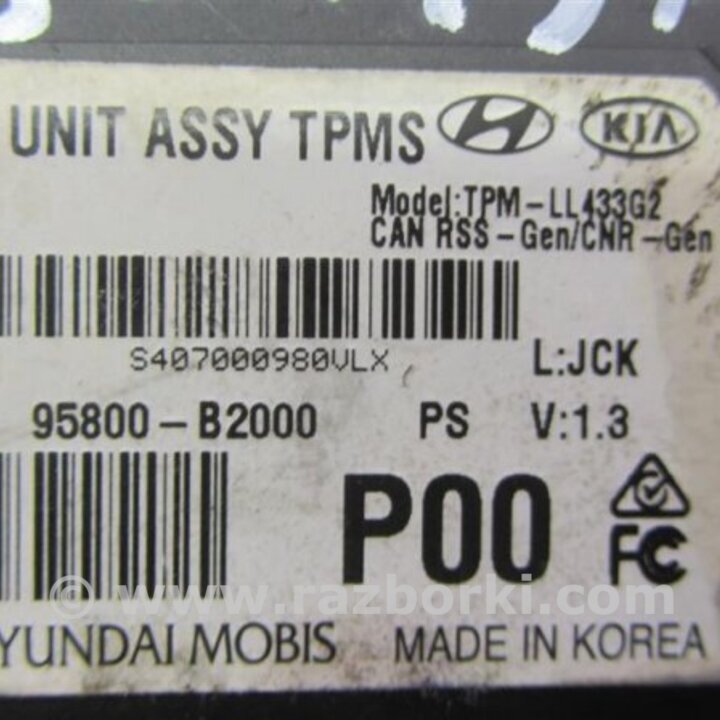 UNIT ASSY TPMS KIA
Model:TPM-LL433G2
CAN RSS-Gen/CNR-Gen
S407000980VLX
L:JCK
95800-B2000 PS V:1.3
P00 FC
© www.razborki.com
YUNDAI MOBIS MADE IN KOREA